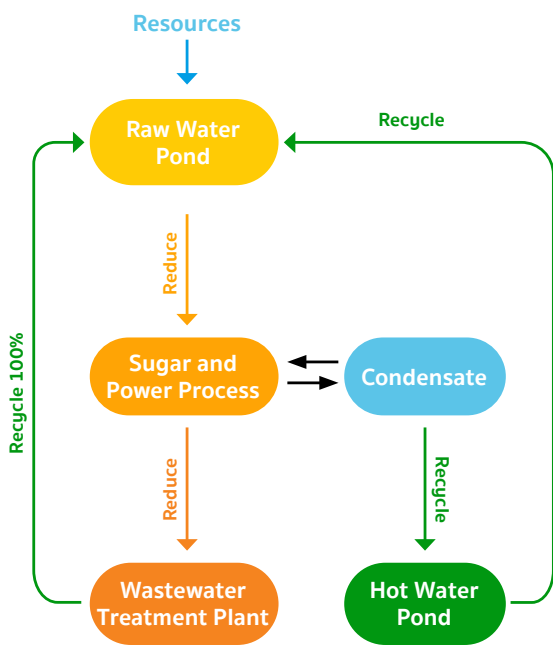 Resources
Raw Water
Pond
Recycle
Reduce
Recycle 100%
Sugar and
Power Process
Condensate
Reduce
Recycle
Wastewater
Treatment Plant
Hot Water
Pond